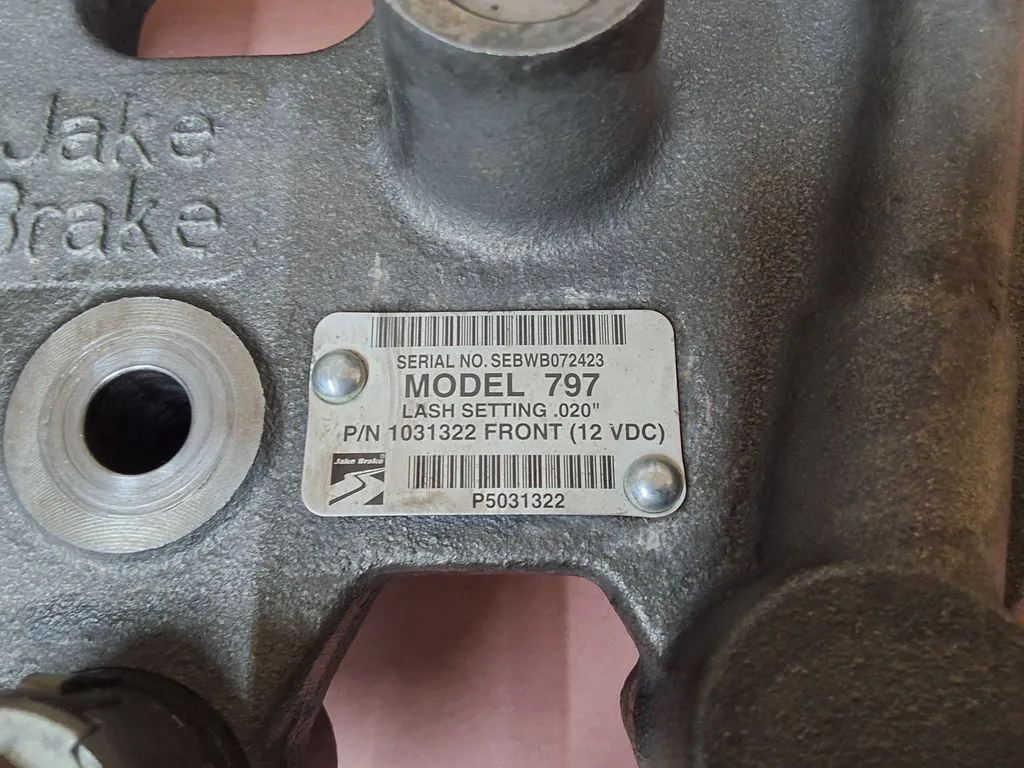 Jake
Brake
SERIAL NO. SEBWB072423
MODEL 797
LASH SETTING .020"
P/N 1031322 FRONT (12 VDC)
Jake Brake
P5031322